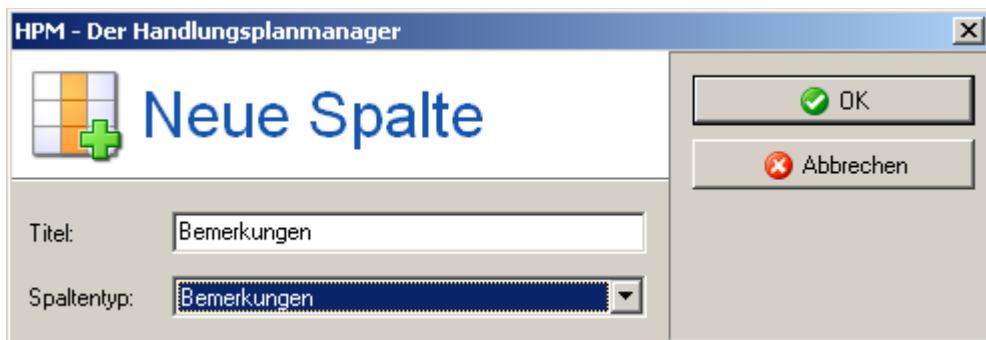 HPM - Der Handlungsplanmanager
Neue Spalte
OK
Abbrechen
Titel: Bemerkungen
Spaltentyp: Bemerkungen